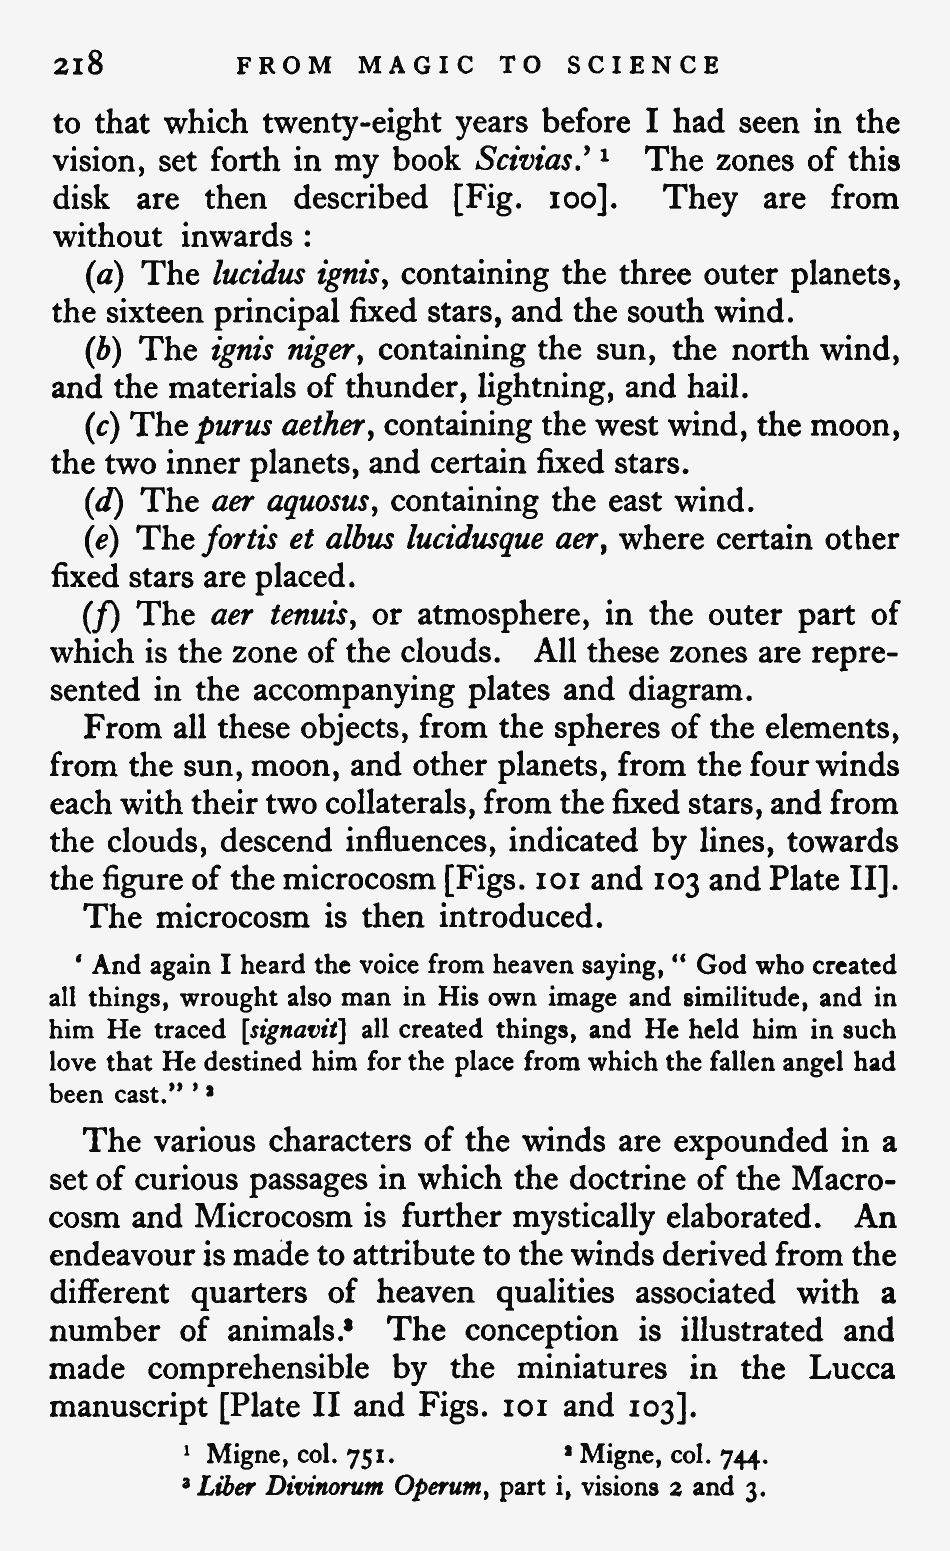 218 FROM MAGIC TO SCIENCE
to that which twenty-eight years before I had seen in the
vision, set forth in my book Scivias.’ ¹ The zones of this
disk are then described [Fig. 100]. They are from
without inwards :
(a) The lucidus ignis, containing the three outer planets,
the sixteen principal fixed stars, and the south wind.
(b) The ignis niger, containing the sun, the north wind,
and the materials of thunder, lightning, and hail.
(c) The purus aether, containing the west wind, the moon,
the two inner planets, and certain fixed stars.
(d) The aer aquosus, containing the east wind.
(e) The fortis et albus lucidusque aer, where certain other
fixed stars are placed.
(f) The aer tenuis, or atmosphere, in the outer part of
which is the zone of the clouds. All these zones are repre-
sented in the accompanying plates and diagram.
From all these objects, from the spheres of the elements,
from the sun, moon, and other planets, from the four winds
each with their two collaterals, from the fixed stars, and from
the clouds, descend influences, indicated by lines, towards
the figure of the microcosm [Figs. 101 and 103 and Plate II].
The microcosm is then introduced.
‘ And again I heard the voice from heaven saying, “ God who created
all things, wrought also man in His own image and similitude, and in
him He traced [signavit] all created things, and He held him in such
love that He destined him for the place from which the fallen angel had
been cast.” ’ ²
The various characters of the winds are expounded in a
set of curious passages in which the doctrine of the Macro-
cosm and Microcosm is further mystically elaborated. An
endeavour is made to attribute to the winds derived from the
different quarters of heaven qualities associated with a
number of animals.³ The conception is illustrated and
made comprehensible by the miniatures in the Lucca
manuscript [Plate II and Figs. 101 and 103].
¹ Migne, col. 751. ² Migne, col. 744.
³ Liber Divinorum Operum, part i, visions 2 and 3.